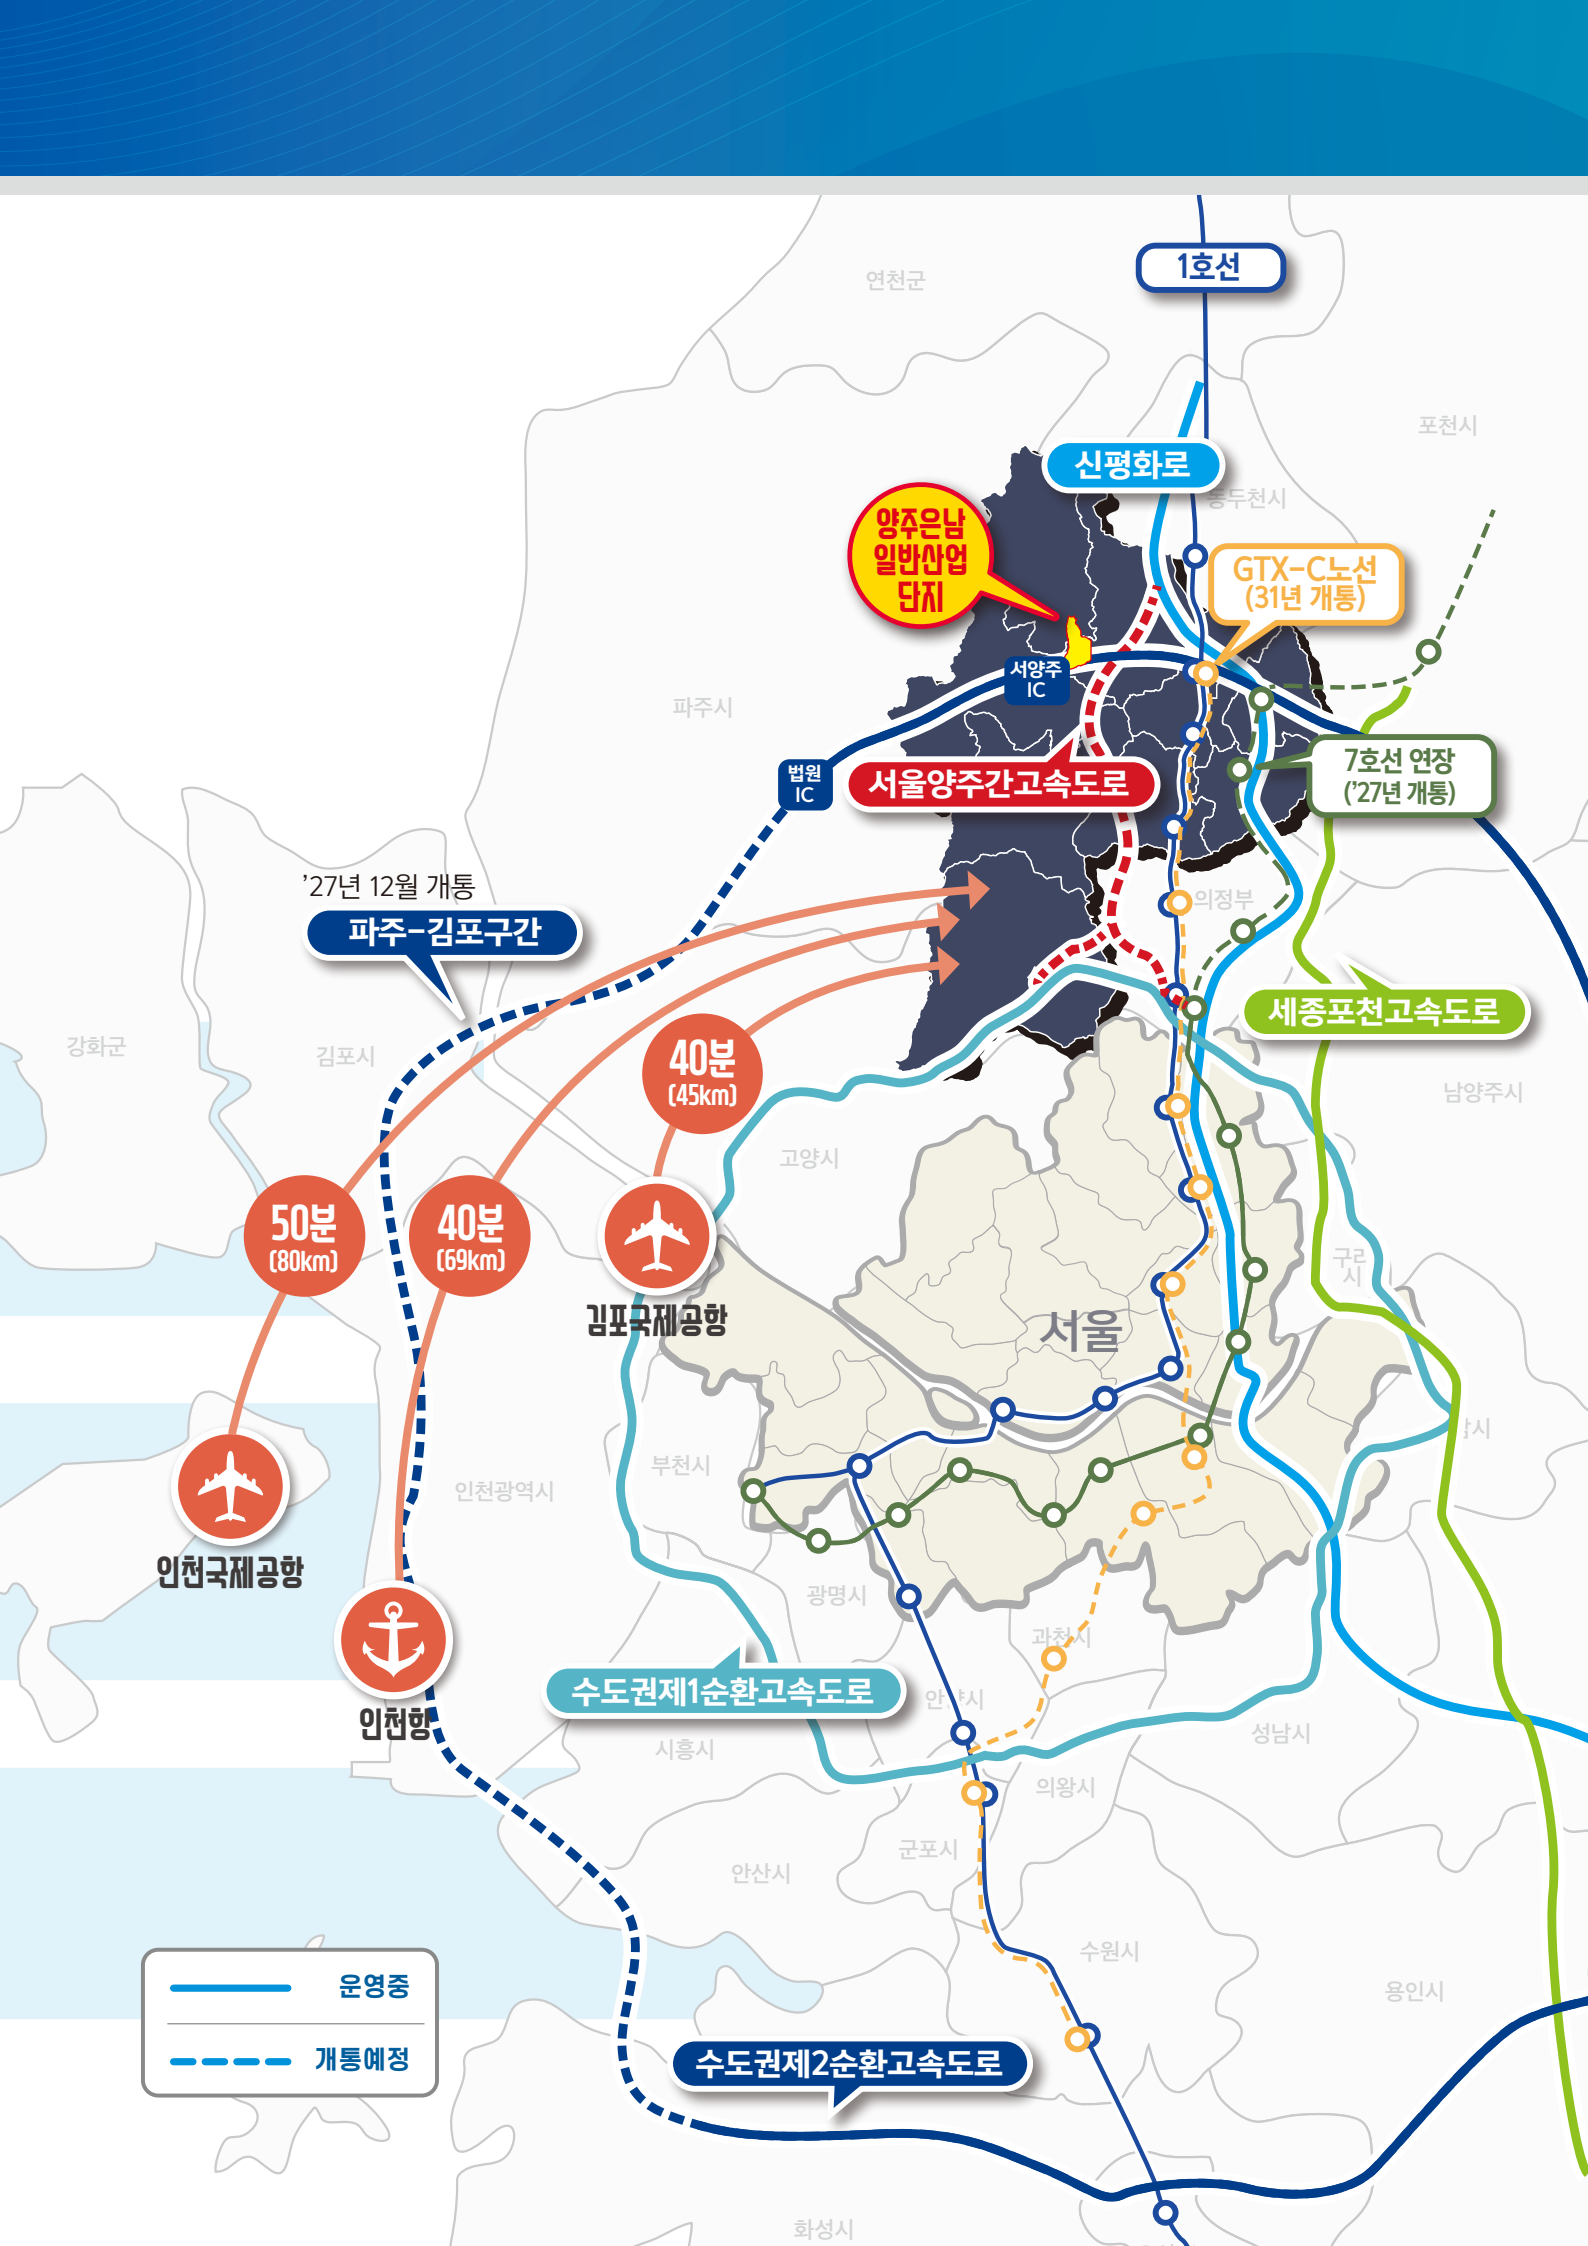 연천군
1호선
포천시
신평화로
동두천시
양주은남
일반산업
단지
GTX-C노선
(31년 개통)
서양주
IC
파주시
7호선 연장
('27년 개통)
법원
IC
서울양주간고속도로
'27년 12월 개통
파주-김포구간
의정부
세종포천고속도로
강화군
김포시
40분
(45km)
남양주시
고양시
50분
(80km)
40분
(69km)
구리
시
김포국제공항
서울
부천시
인천광역시
인천국제공항
광명시
과천시
인천항
수도권제1순환고속도로
시흥시
성남시
의왕시
군포시
안산시
수원시
용인시
운영중
개통예정
수도권제2순환고속도로
화성시